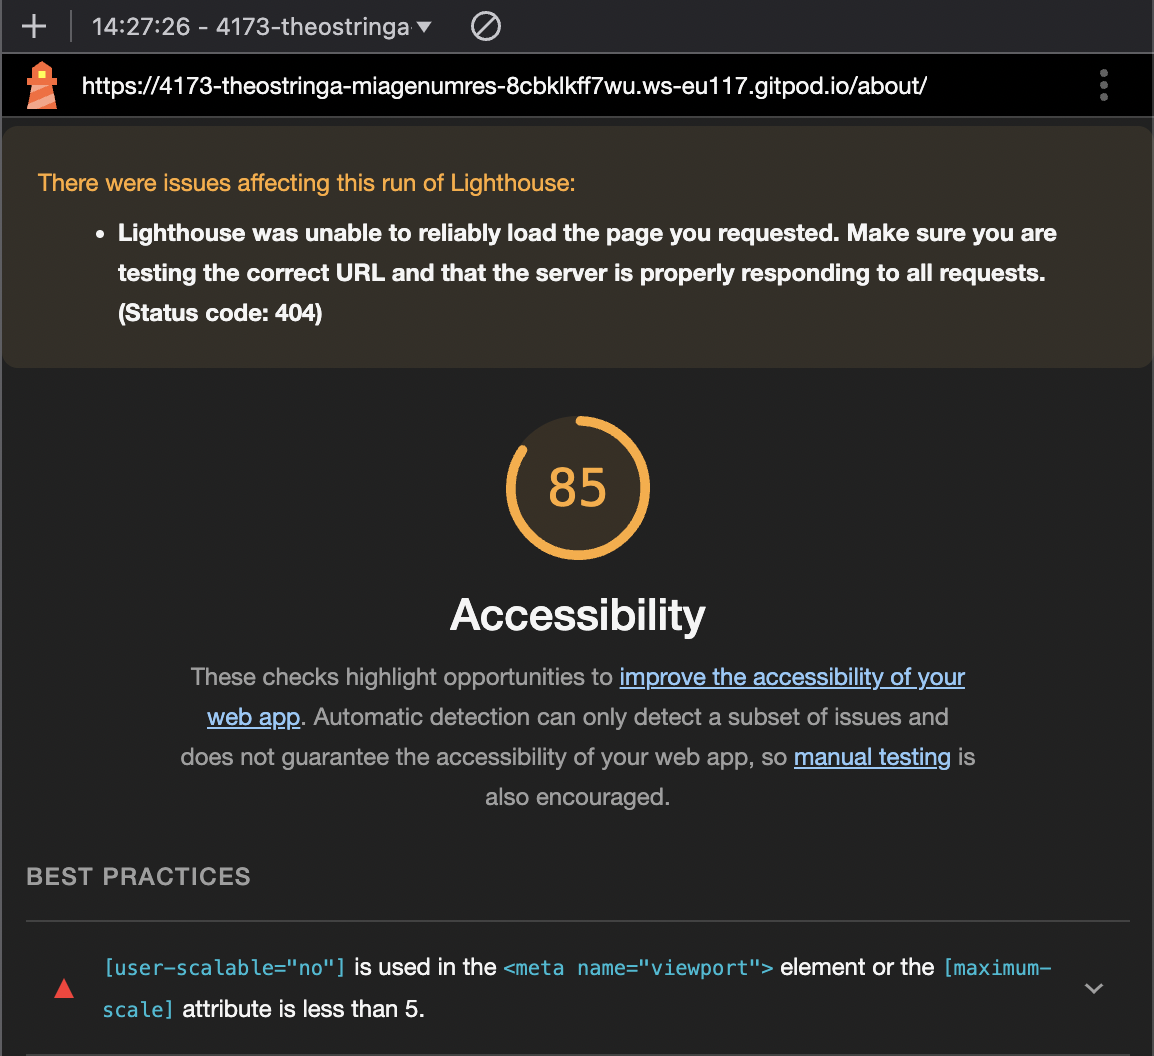 14:27:26 - 4173-theostringa
https://4173-theostringa-miagenumres-8cbklkff7wu.ws-eu117.gitpod.io/about/
There were issues affecting this run of Lighthouse:
• Lighthouse was unable to reliably load the page you requested. Make sure you are
testing the correct URL and that the server is properly responding to all requests.
(Status code: 404)
85
Accessibility
These checks highlight opportunities to improve the accessibility of your
web app. Automatic detection can only detect a subset of issues and
does not guarantee the accessibility of your web app, so manual testing is
also encouraged.
BEST PRACTICES
[user-scalable="no"] is used in the <meta name="viewport"> element or the [maximum-
scale] attribute is less than 5.